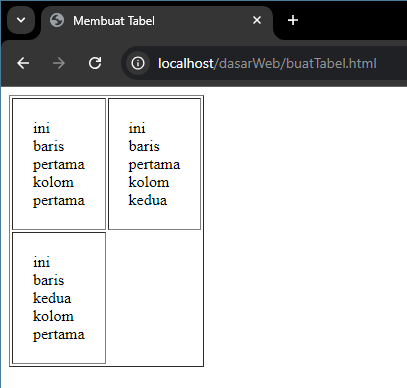 Membuat Tabel
localhost/dasarWeb/buatTabel.html
ini
baris
pertama
kolom
pertama
ini
baris
pertama
kolom
kedua
ini
baris
kedua
kolom
pertama